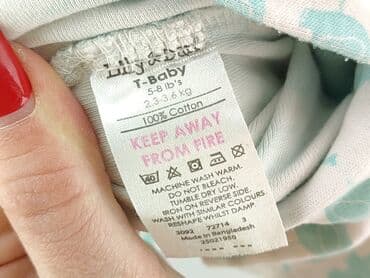 Lily & Dan
T-Baby
5-8 lb's
2.3-3.6 kg
100% Cotton
KEEP AWAY
FROM FIRE
40
MACHINE WASH WARM.
DO NOT BLEACH.
TUMBLE DRY LOW.
IRON ON REVERSE SIDE.
WASH WITH SIMILAR COLOURS.
RESHAPE WHILST DAMP
3092 72714 3
Made in Bangladesh
25021950